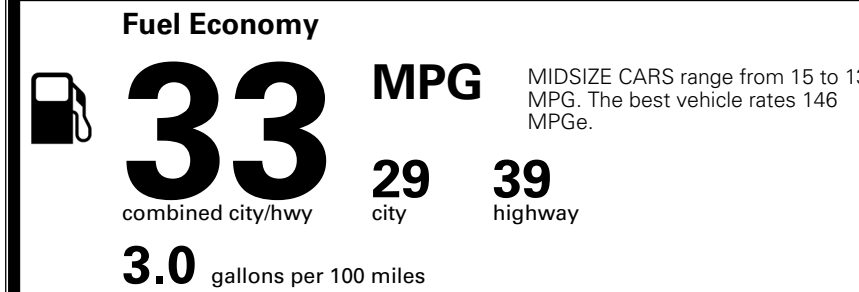 Fuel Economy
33
MPG
MIDSIZE CARS range from 15 to
MPG. The best vehicle rates 146
MPGe.
29
39
combined city/hwy
city
highway
3.0 gallons per 100 miles